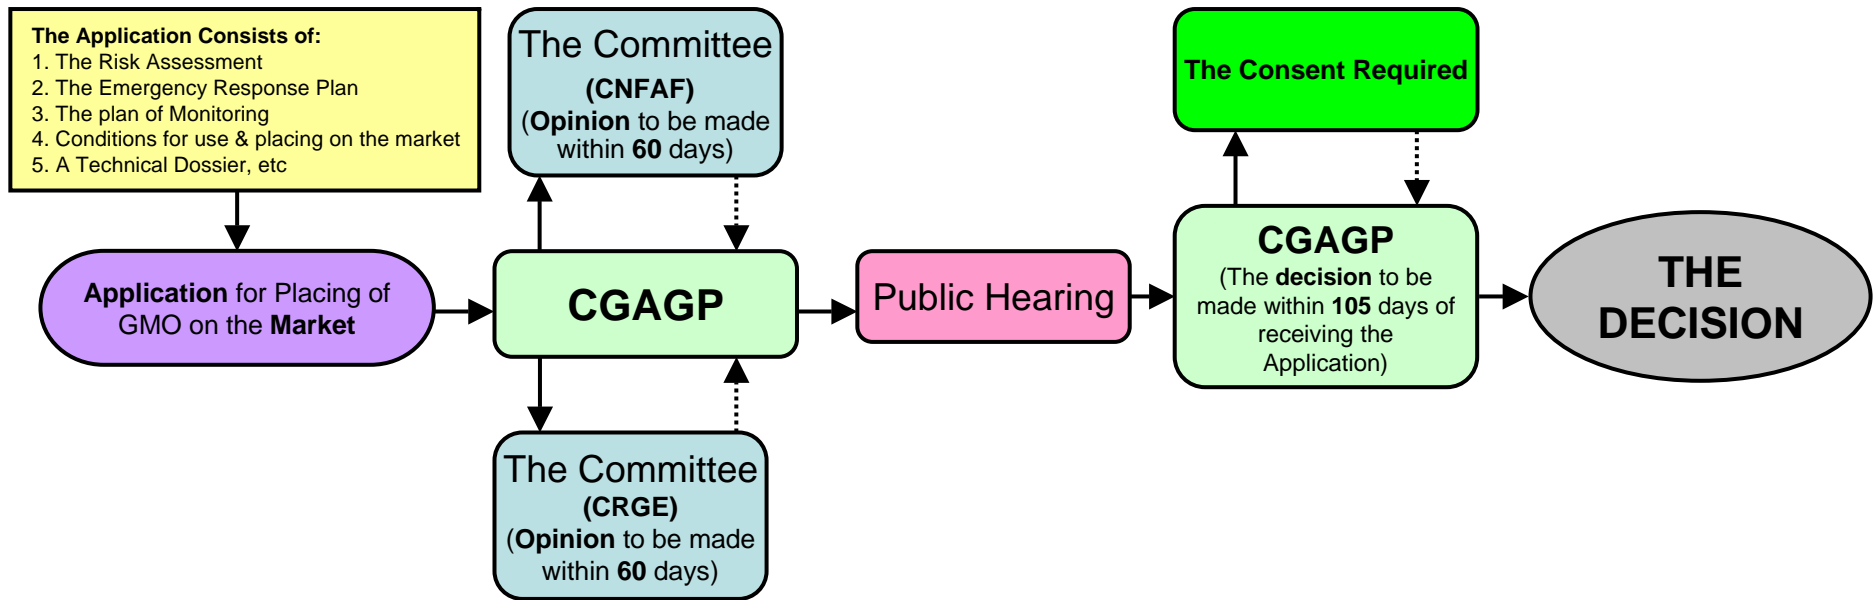 The Application Consists of:
1. The Risk Assessment
2. The Emergency Response Plan
3. The plan of Monitoring
4. Conditions for use & placing on the market
5. A Technical Dossier, etc
Application for Placing of
GMO on the Market
The Committee
(CNFAF)
(Opinion to be made
within 60 days)
CGAGP
The Committee
(CRGE)
(Opinion to be made
within 60 days)
Public Hearing
The Consent Required
CGAGP
(The decision to be
made within 105 days of
receiving the
Application)
THE
DECISION